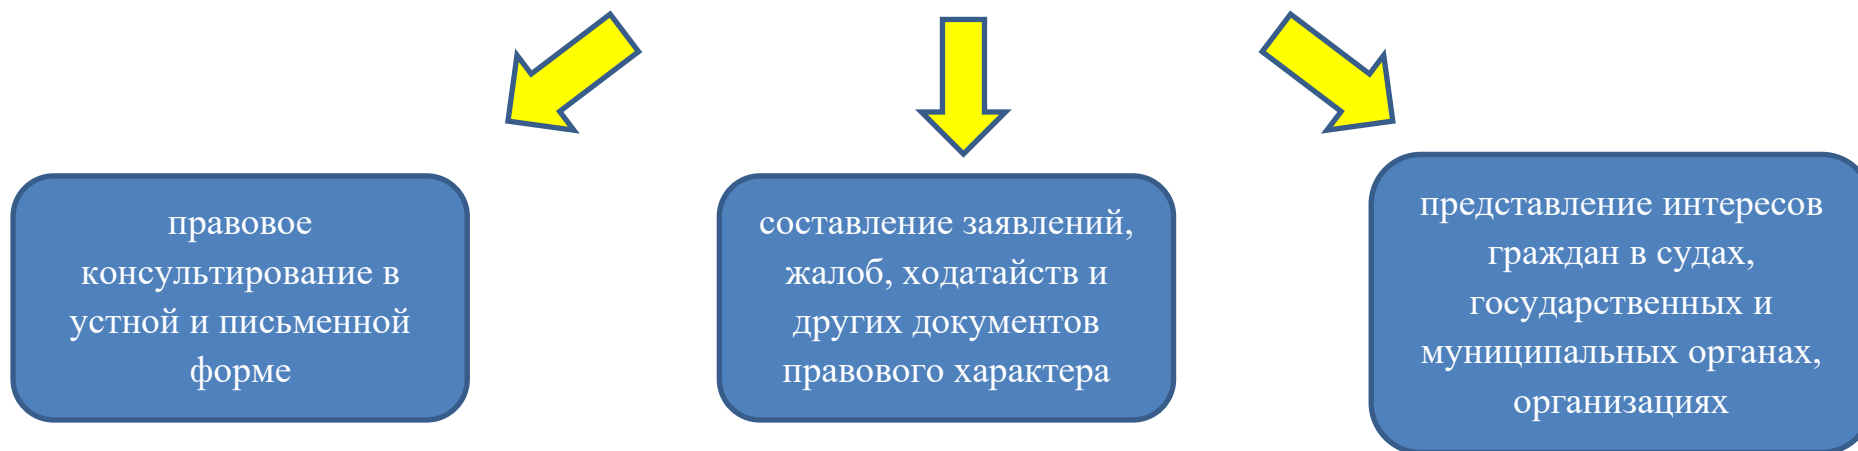 правовое
консультирование в
устной и письменной
форме
составление заявлений,
жалоб, ходатайств и
других документов
правового характера
представление интересов
граждан в судах,
государственных и
муниципальных органах,
организациях